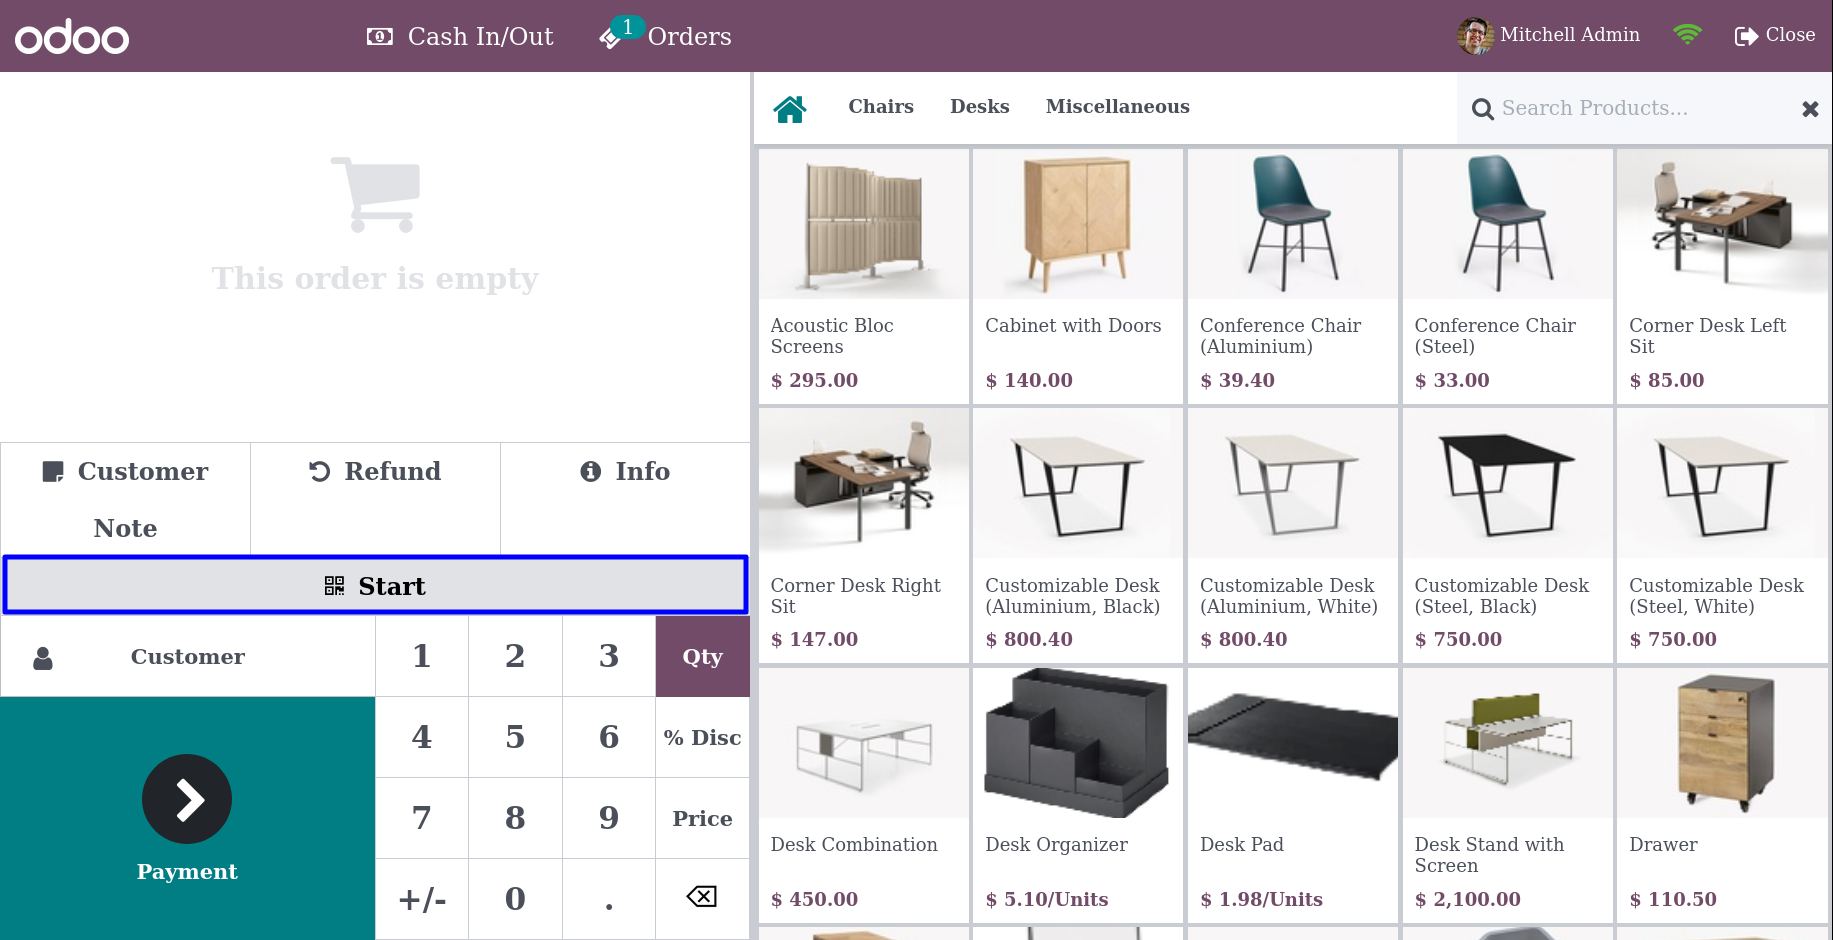 odoo
Cash In/Out
1
Orders
Mitchell Admin
Close
This order is empty
Customer
Note
Refund
Info
Start
Customer
1 2 3 Qty
4 5 6 % Disc
7 8 9 Price
+/- 0 .
Payment
Chairs Desks Miscellaneous
Search Products...
Acoustic Bloc
Screens
$ 295.00
Cabinet with Doors
$ 140.00
Conference Chair
(Aluminium)
$ 39.40
Conference Chair
(Steel)
$ 33.00
Corner Desk Left
Sit
$ 85.00
Corner Desk Right
Sit
$ 147.00
Customizable Desk
(Aluminium, Black)
$ 800.40
Customizable Desk
(Aluminium, White)
$ 800.40
Customizable Desk
(Steel, Black)
$ 750.00
Customizable Desk
(Steel, White)
$ 750.00
Desk Combination
$ 450.00
Desk Organizer
$ 5.10/Units
Desk Pad
$ 1.98/Units
Desk Stand with
Screen
$ 2,100.00
Drawer
$ 110.50